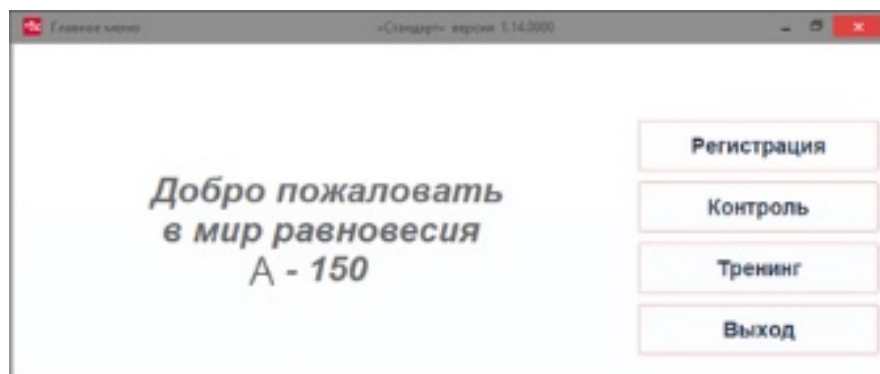 Главное меню
«Стандарт» версия 1.14.0000
Добро пожаловать
в мир равновесия
А - 150
Регистрация
Контроль
Тренинг
Выход